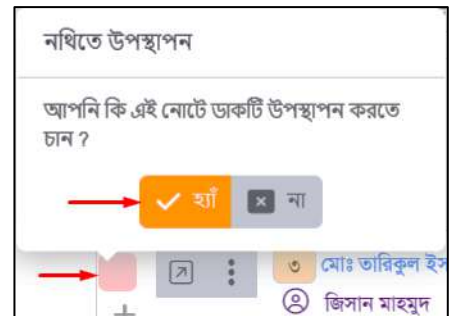 নথিতে উপস্থাপন
আপনি কি এই নোটে ডাকটি উপস্থাপন করতে
চান ?
হ্যাঁ না
৩ মোঃ তারিকুল ইস
জিসান মাহমুদ